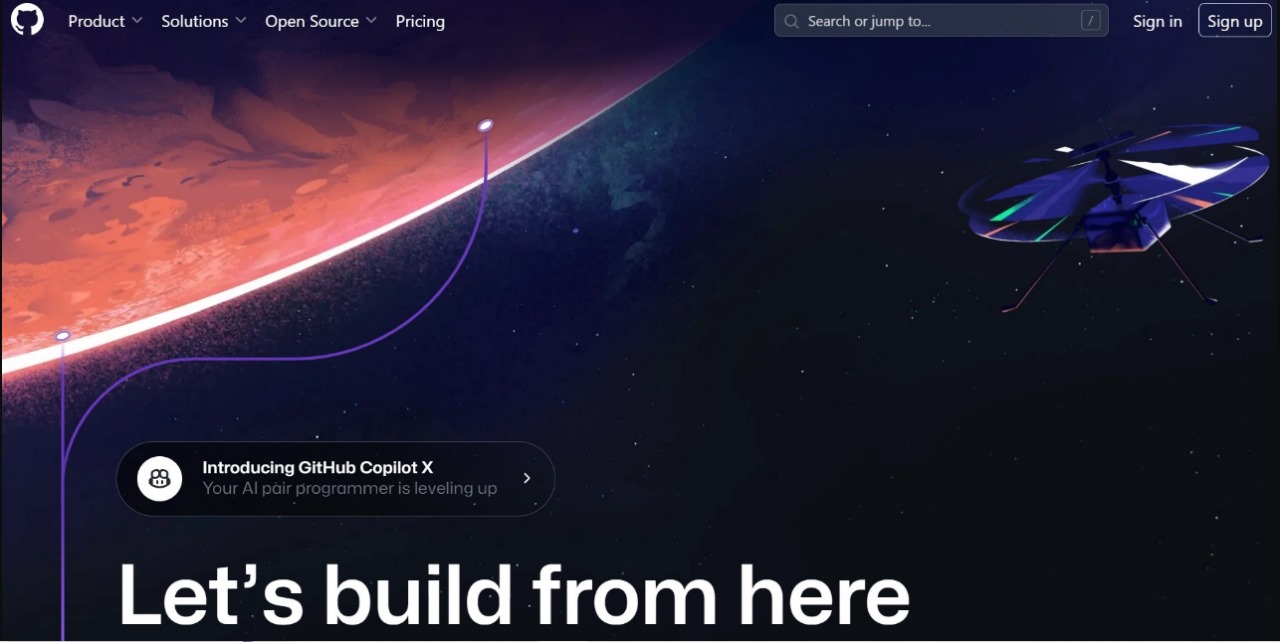 Product
Solutions
Open Source
Pricing
Search or jump to...
/
Sign in
Sign up
Introducing GitHub Copilot X
Your AI pair programmer is leveling up
Let’s build from here